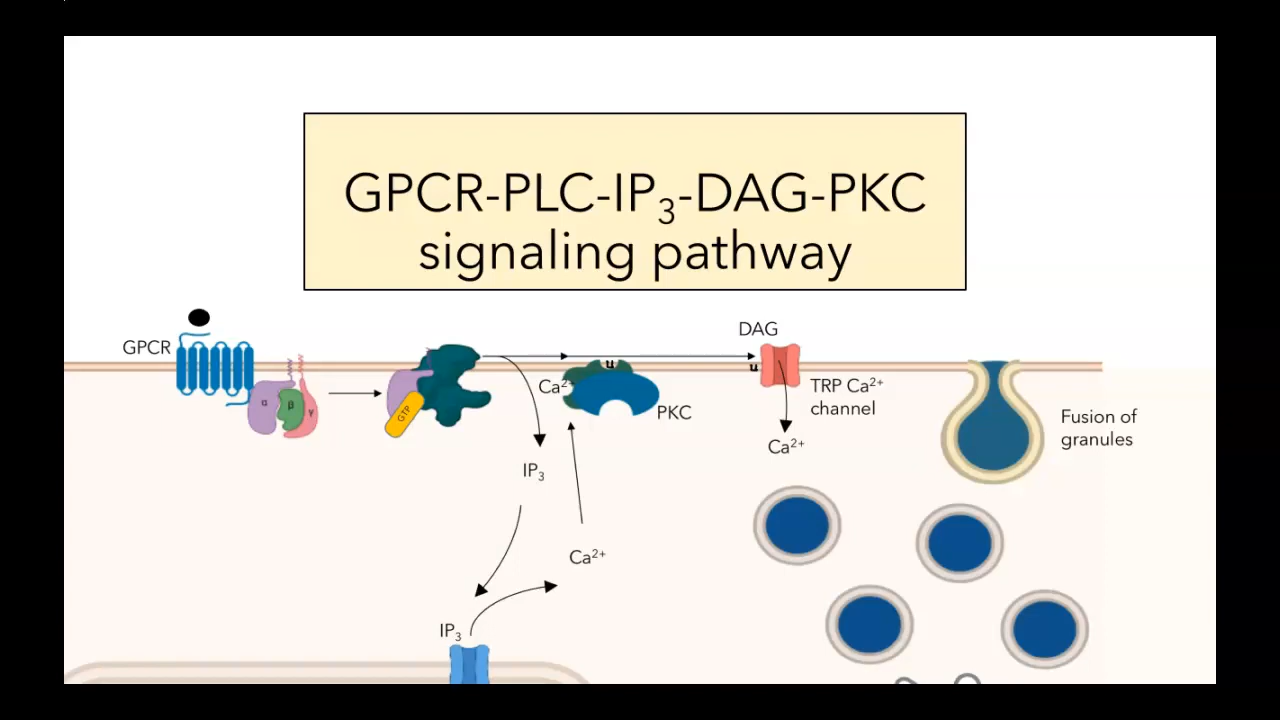 GPCR-PLC-IP₃-DAG-PKC
signaling pathway
GPCR
α
β
γ
GTP
DAG
u
u
Ca²⁺
PKC
TRP Ca²⁺
channel
Ca²⁺
Fusion of
granules
IP₃
Ca²⁺
IP₃